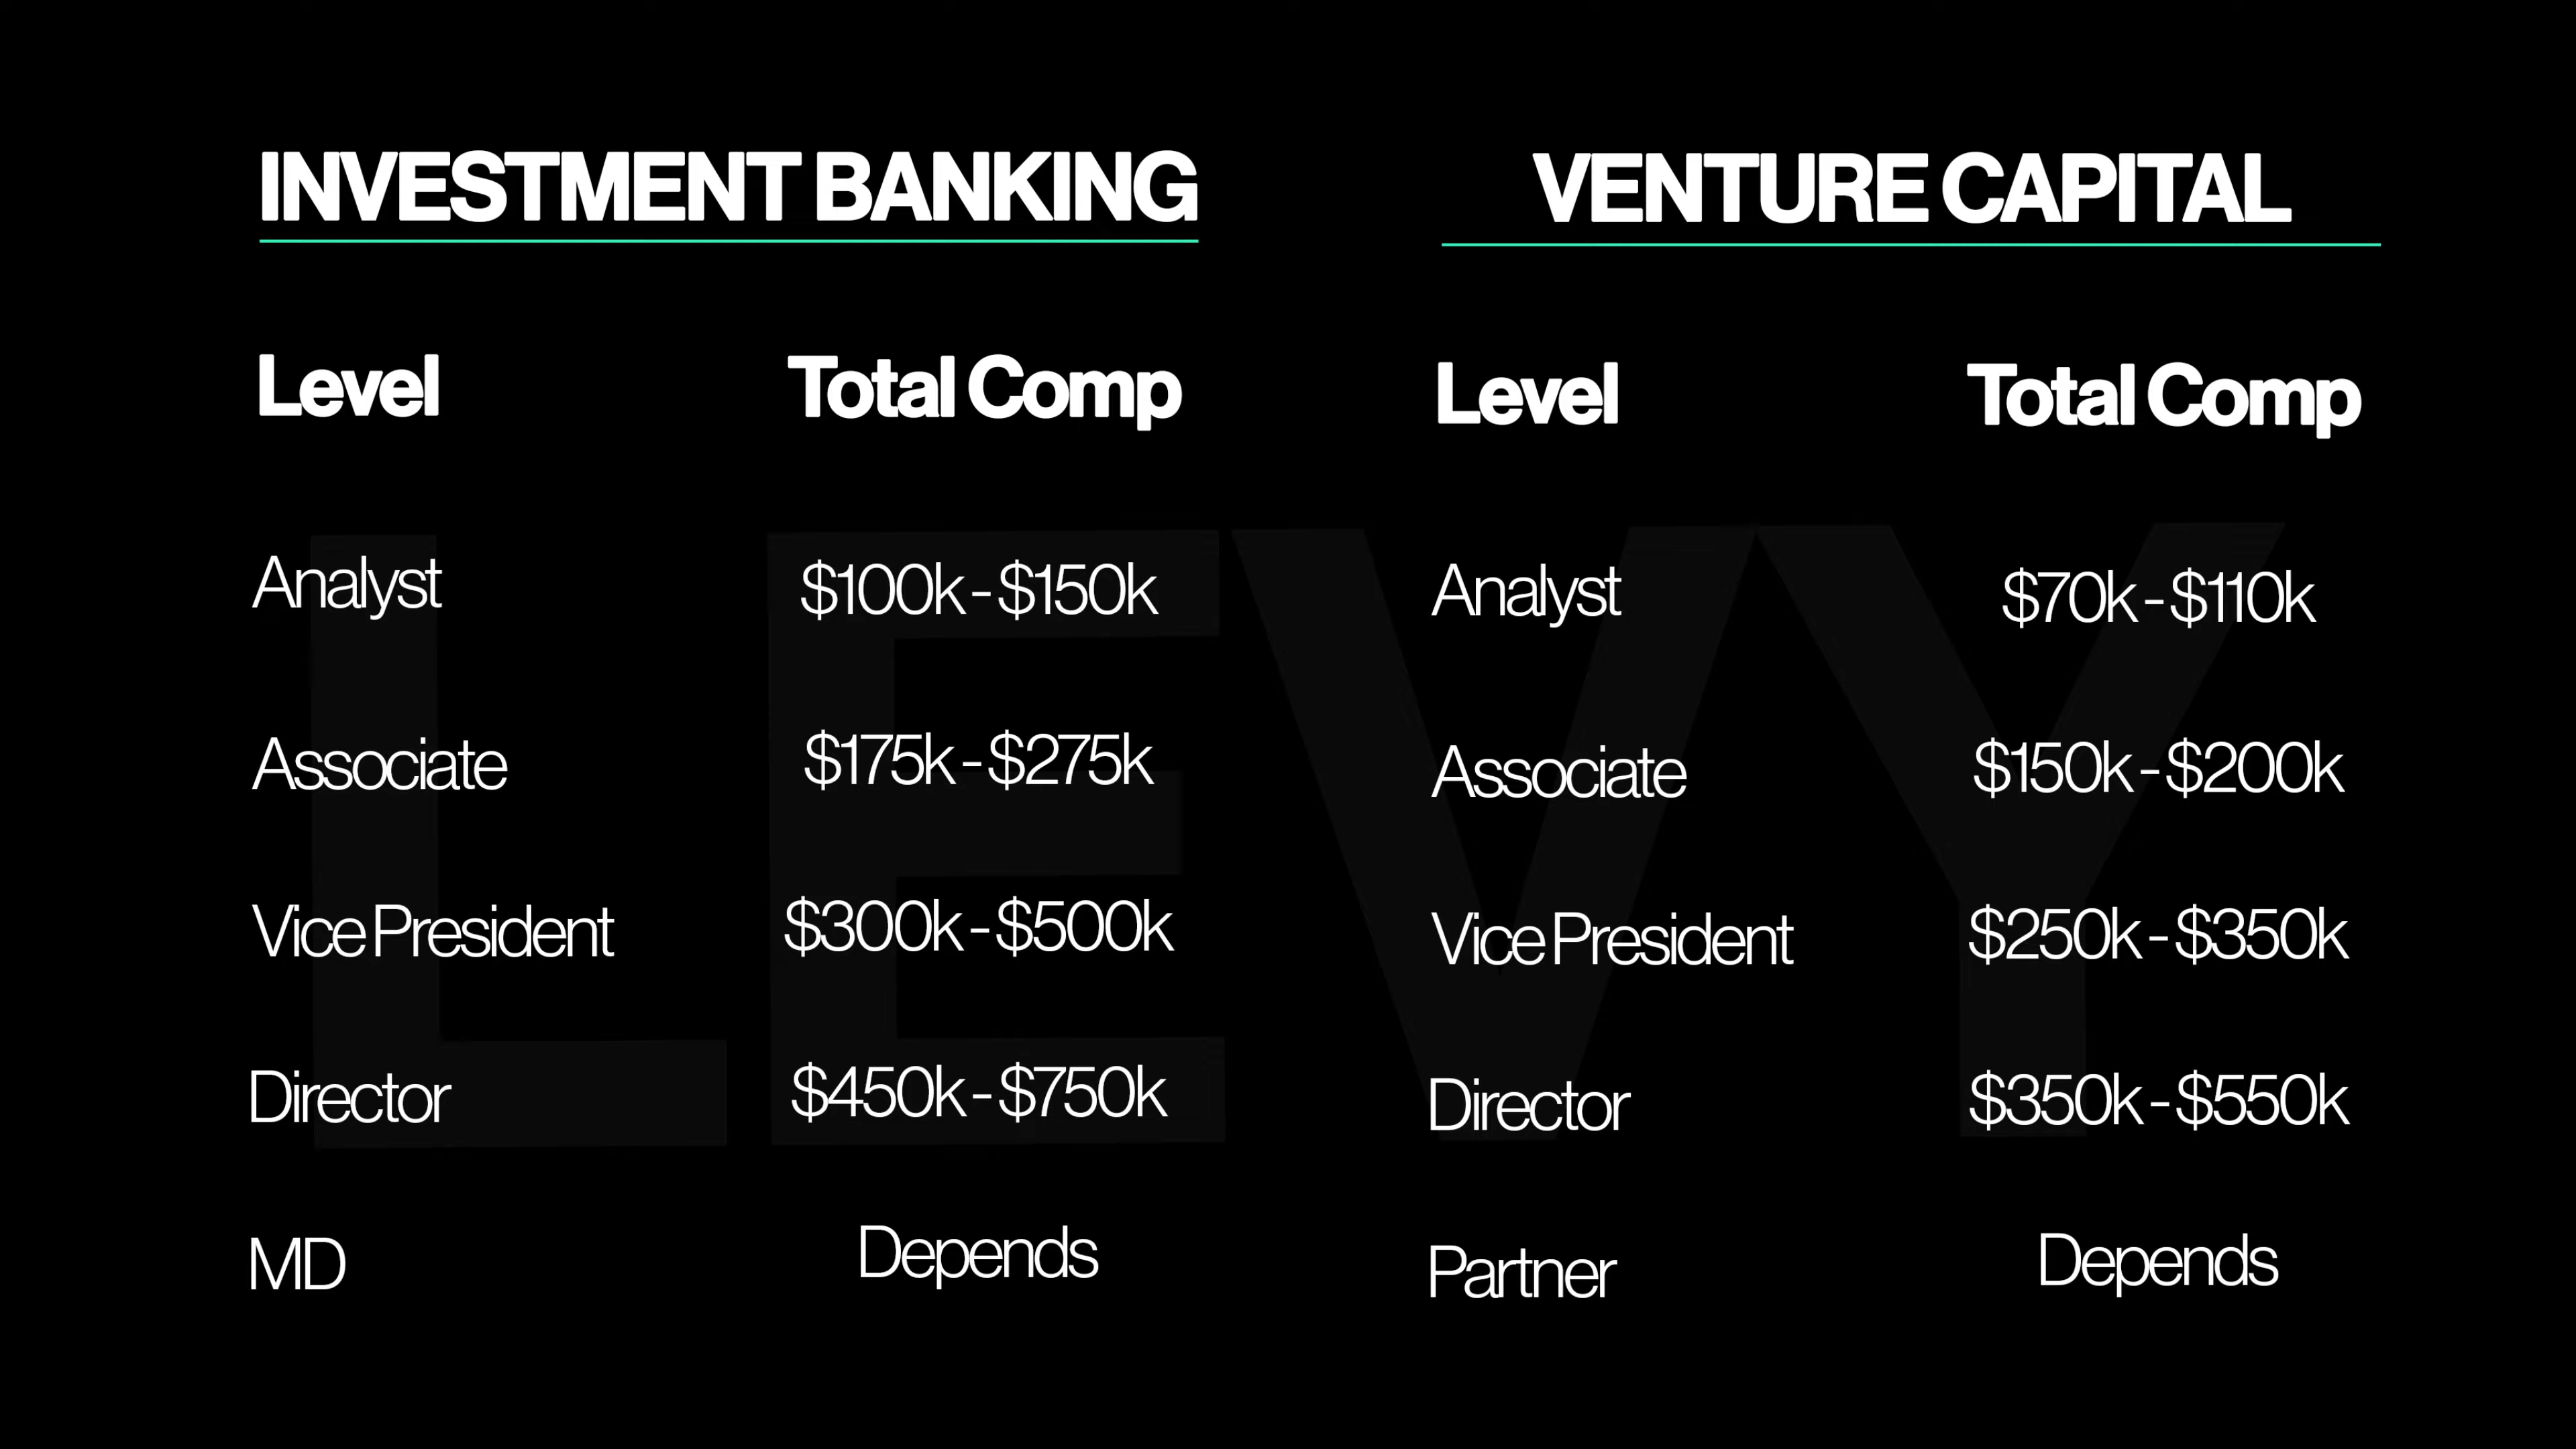 INVESTMENT BANKING
Level Total Comp
Analyst $100k-$150k
Associate $175k-$275k
Vice President $300k-$500k
Director $450k-$750k
MD Depends
VENTURE CAPITAL
Level Total Comp
Analyst $70k-$110k
Associate $150k-$200k
Vice President $250k-$350k
Director $350k-$550k
Partner Depends
LEVY